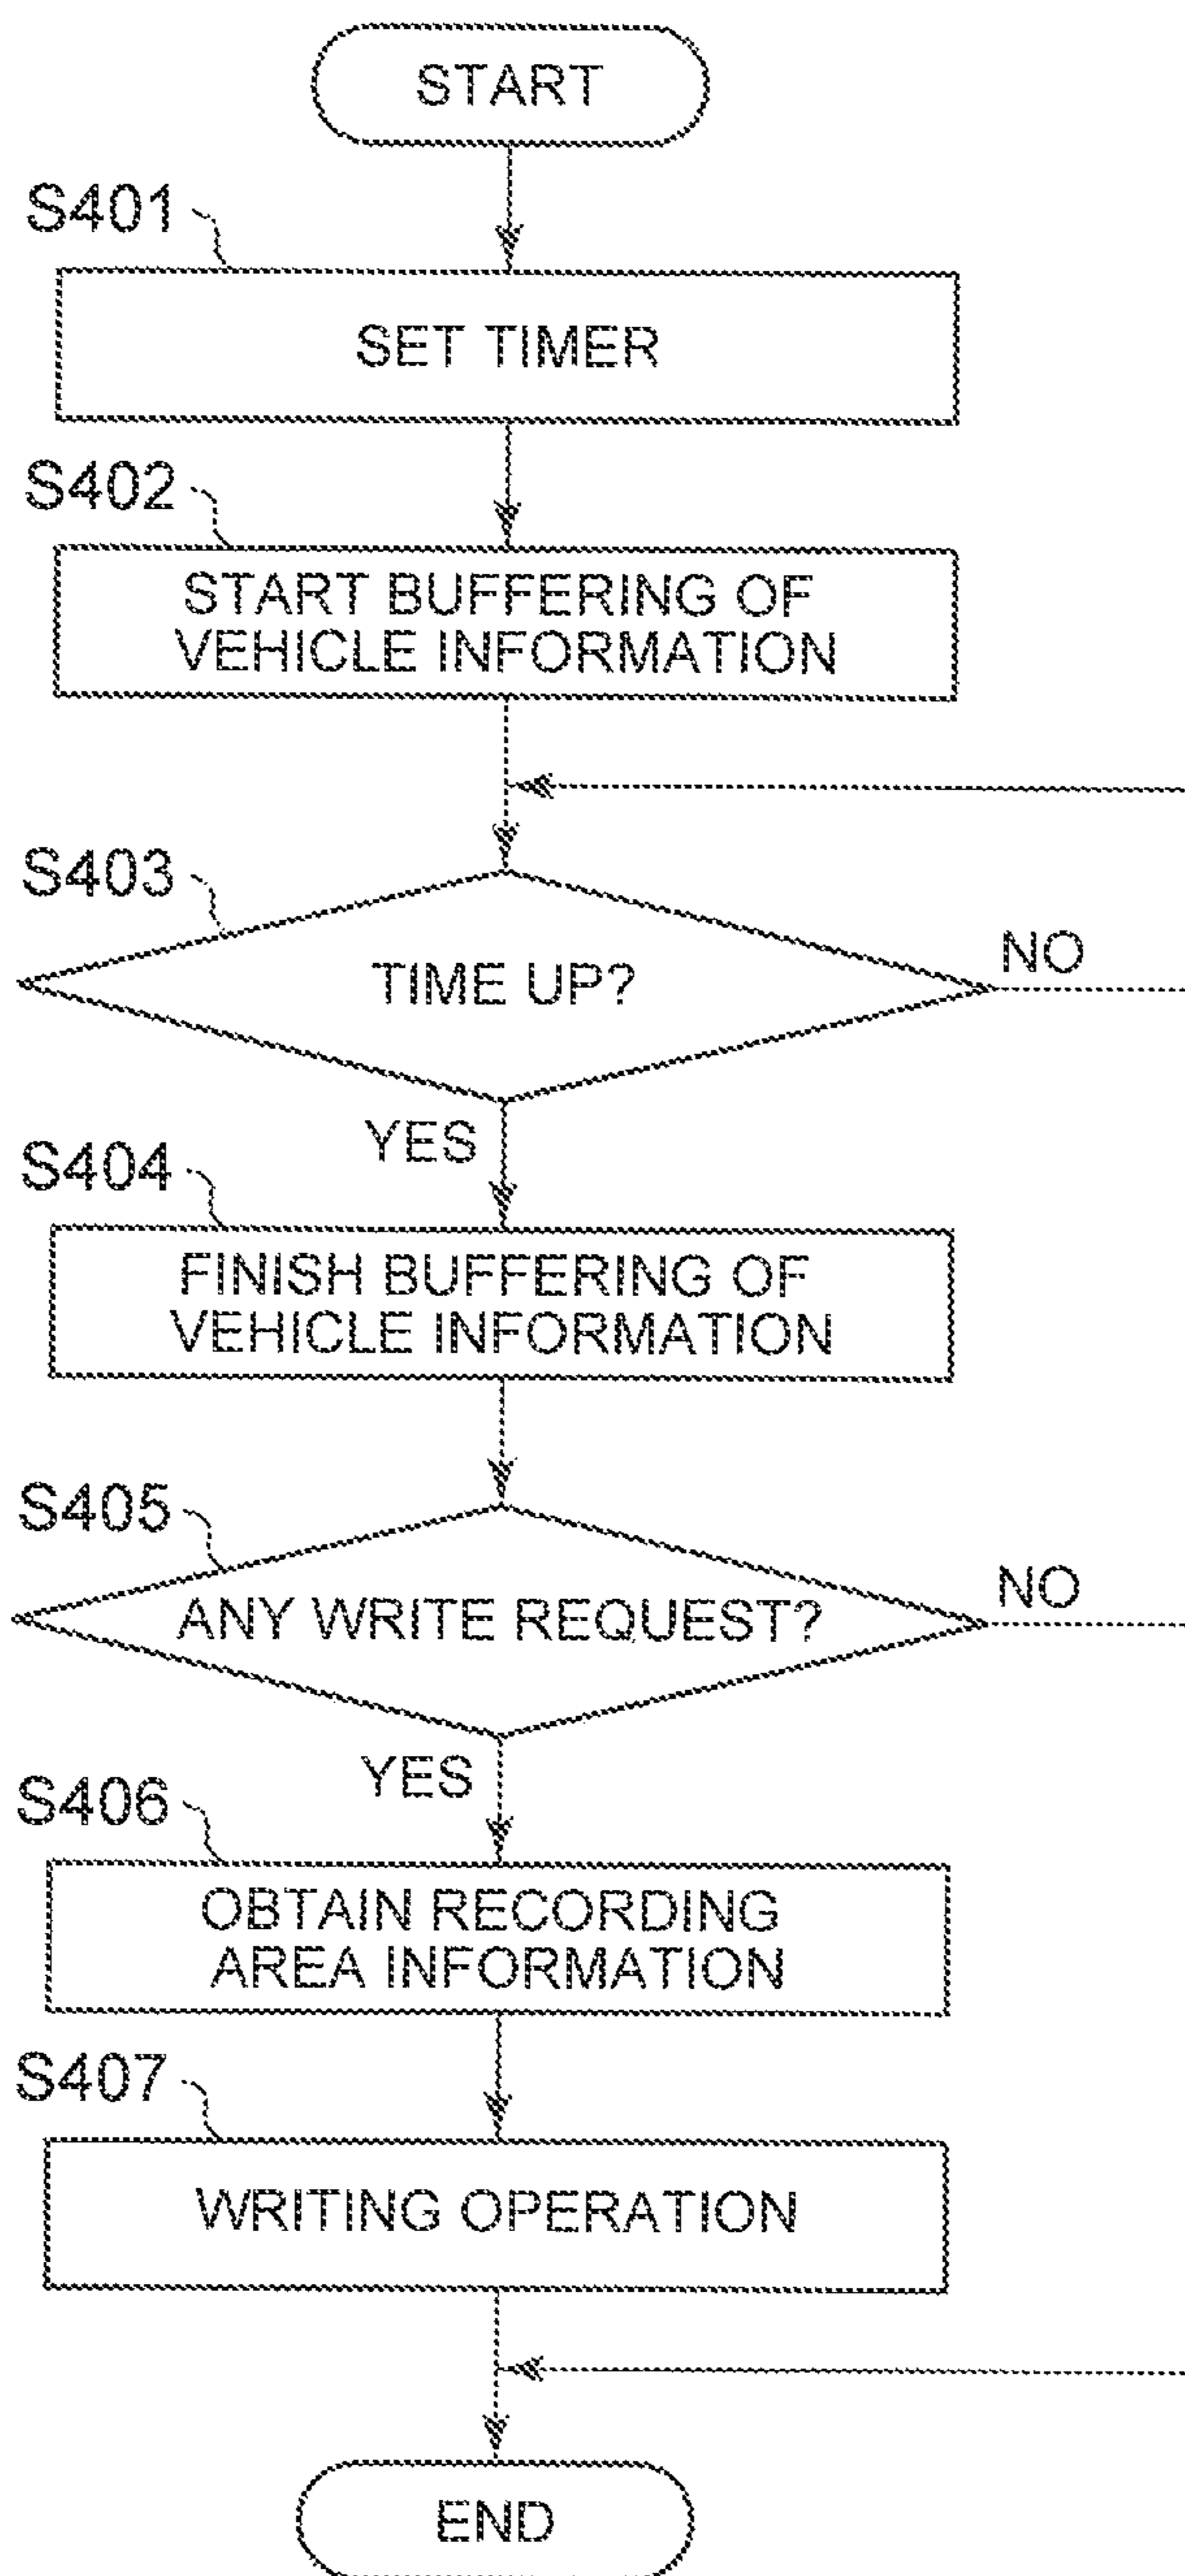 START
S401
SET TIMER
S402
START BUFFERING OF
VEHICLE INFORMATION
S403
TIME UP?
NO
YES
S404
FINISH BUFFERING OF
VEHICLE INFORMATION
S405
ANY WRITE REQUEST?
NO
YES
S406
OBTAIN RECORDING
AREA INFORMATION
S407
WRITING OPERATION
END